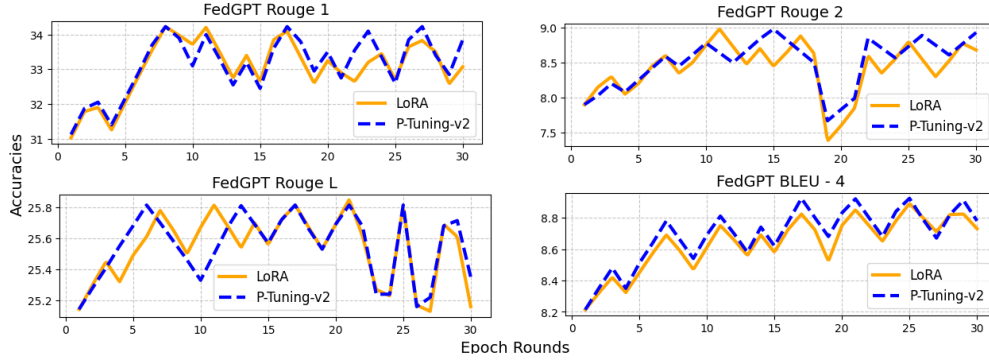 FedGPT Rouge 1
34
33
32
31
0 5 10 15 20 25 30
LoRA
P-Tuning-v2
FedGPT Rouge 2
9.0
8.5
8.0
7.5
0 5 10 15 20 25 30
LoRA
P-Tuning-v2
Accuracies
FedGPT Rouge L
25.8
25.6
25.4
25.2
0 5 10 15 20 25 30
LoRA
P-Tuning-v2
FedGPT BLEU - 4
8.8
8.6
8.4
8.2
0 5 10 15 20 25 30
LoRA
P-Tuning-v2
Epoch Rounds